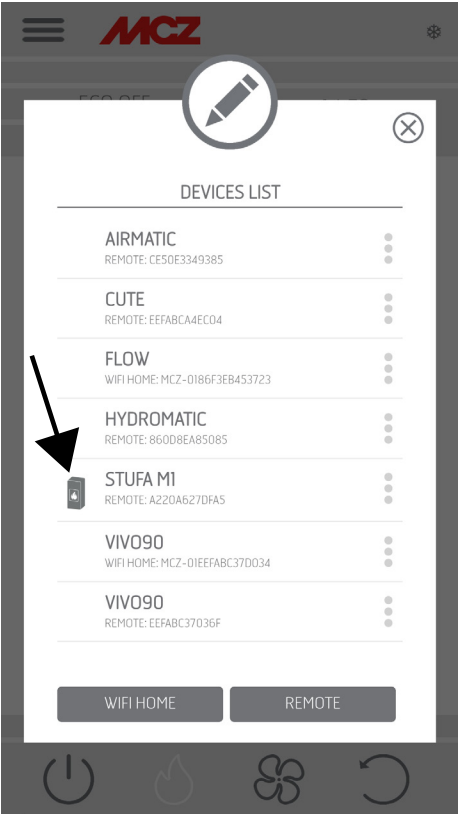 MCZ
DEVICES LIST
AIRMATIC
REMOTE: CE50E3349385
CUTE
REMOTE: EEFABCA4EC04
FLOW
WIFI HOME: MCZ-0186F3EB453723
HYDROMATIC
REMOTE: 860D8EA85085
STUFA M1
REMOTE: A220A627DFA5
VIVO90
WIFI HOME: MCZ-01EEFABC37D034
VIVO90
REMOTE: EEFABC37036F
WIFI HOME
REMOTE